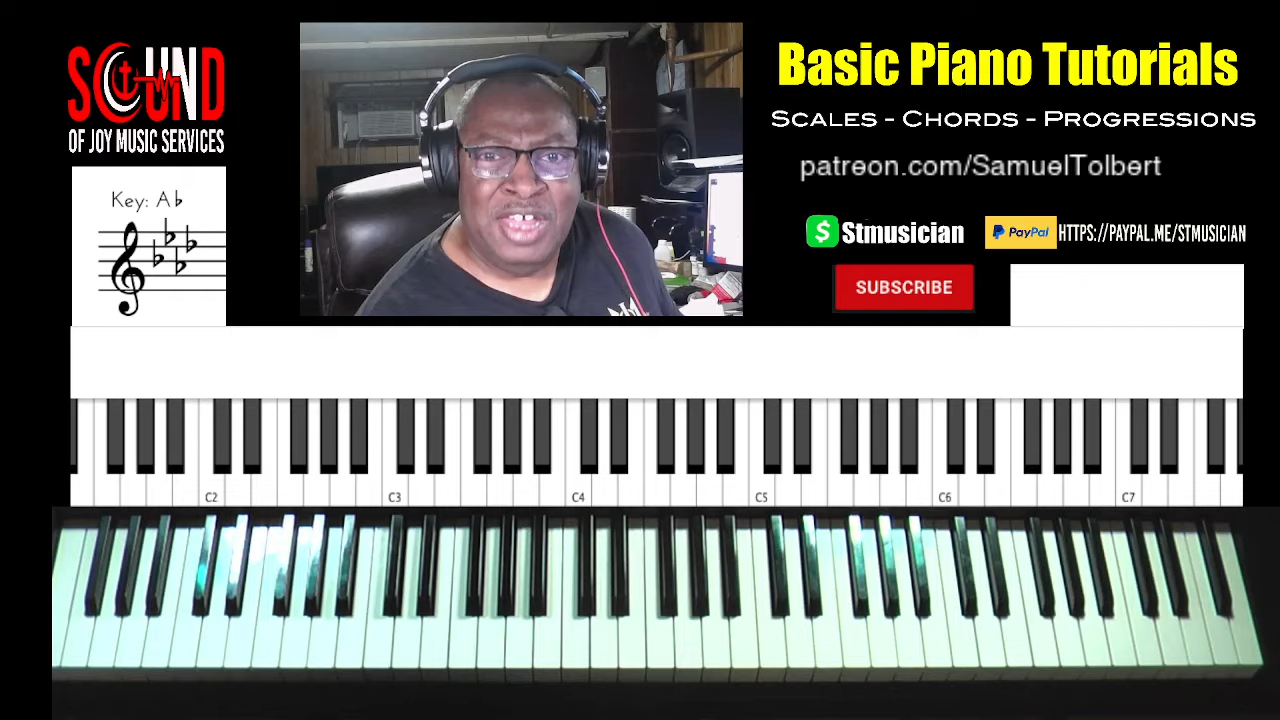 SOUND
OF JOY MUSIC SERVICES
Key: A♭
Basic Piano Tutorials
Scales - Chords - Progressions
patreon.com/SamuelTolbert
$ Stmusician
PayPal HTTPS://PAYPAL.ME/STMUSICIAN
SUBSCRIBE
C2 C3 C4 C5 C6 C7